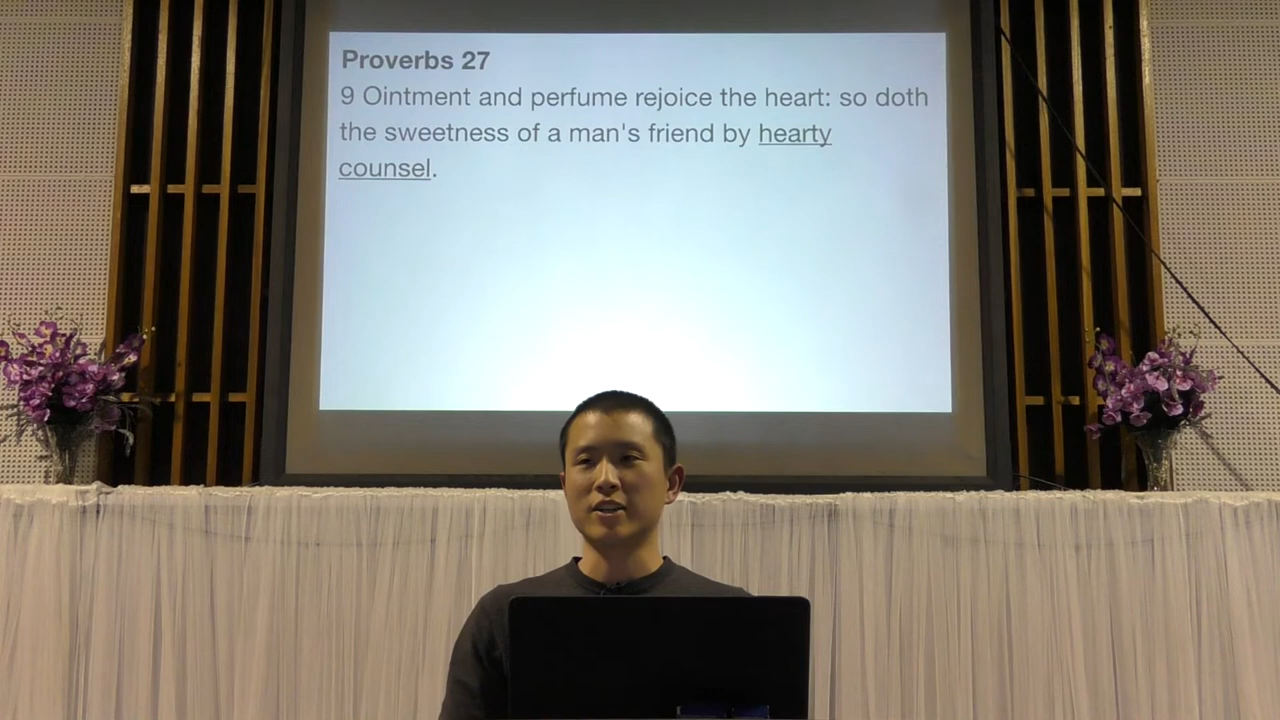 Proverbs 27
9 Ointment and perfume rejoice the heart: so doth
the sweetness of a man's friend by hearty
counsel.